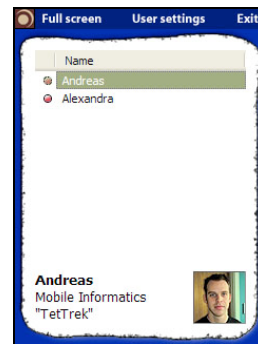 Full screen User settings Exit
Name
Andreas
Alexandra
Andreas
Mobile Informatics
"TetTrek"